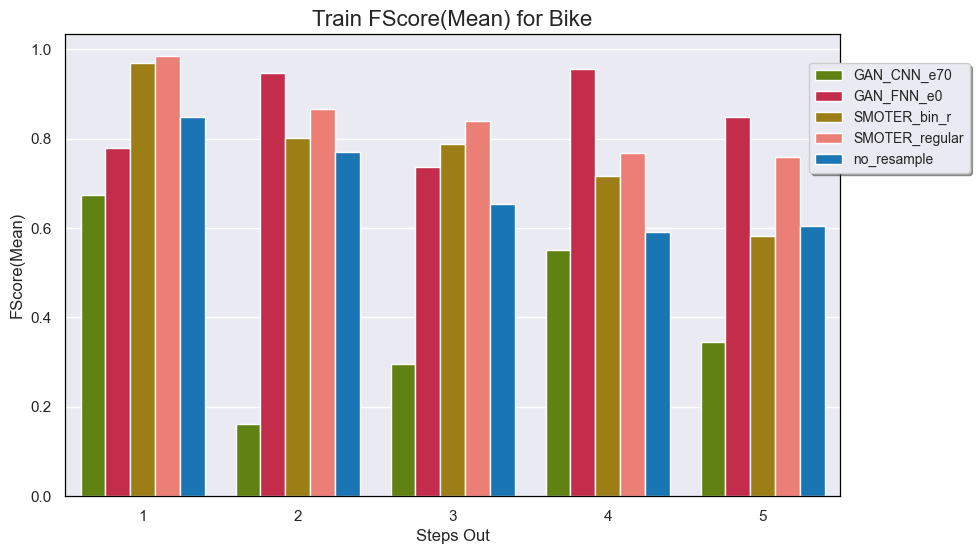 Train FScore(Mean) for Bike
1.0
0.8
0.6
0.4
0.2
0.0
FScore(Mean)
1 2 3 4 5
Steps Out
GAN_CNN_e70
GAN_FNN_e0
SMOTER_bin_r
SMOTER_regular
no_resample